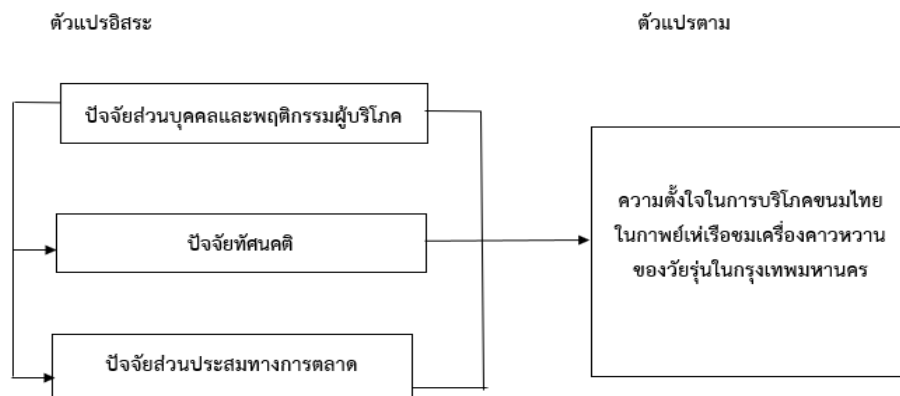 ตัวแปรอิสระ
ตัวแปรตาม
ปัจจัยส่วนบุคคลและพฤติกรรมผู้บริโภค
ปัจจัยทัศนคติ
ปัจจัยส่วนประสมทางการตลาด
ความตั้งใจในการบริโภคขนมไทย
ในกาพย์เห่เรือชมเครื่องคาวหวาน
ของวัยรุ่นในกรุงเทพมหานคร